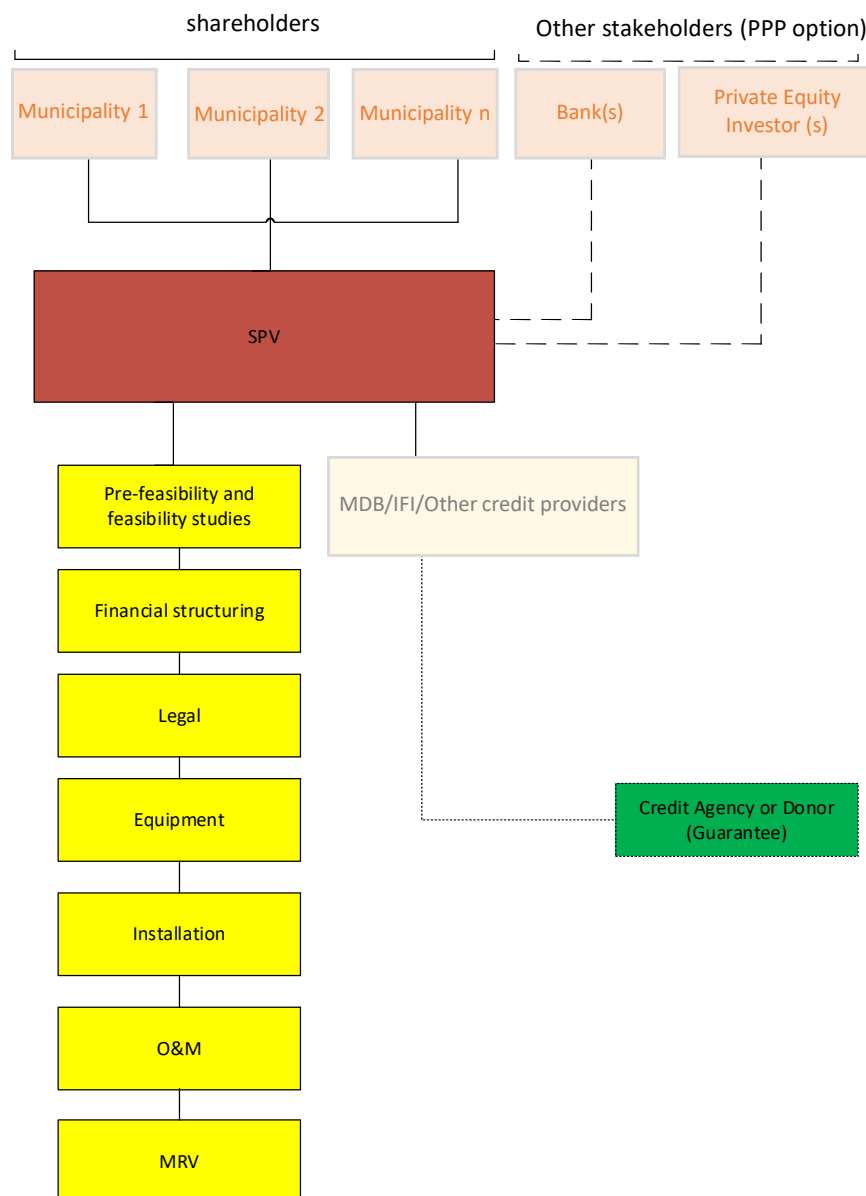 shareholders
Other stakeholders (PPP option)
Municipality 1
Municipality 2
Municipality n
Bank(s)
Private Equity
Investor (s)
SPV
Pre-feasibility and
feasibility studies
MDB/IFI/Other credit providers
Financial structuring
Legal
Equipment
Credit Agency or Donor
(Guarantee)
Installation
O&M
MRV